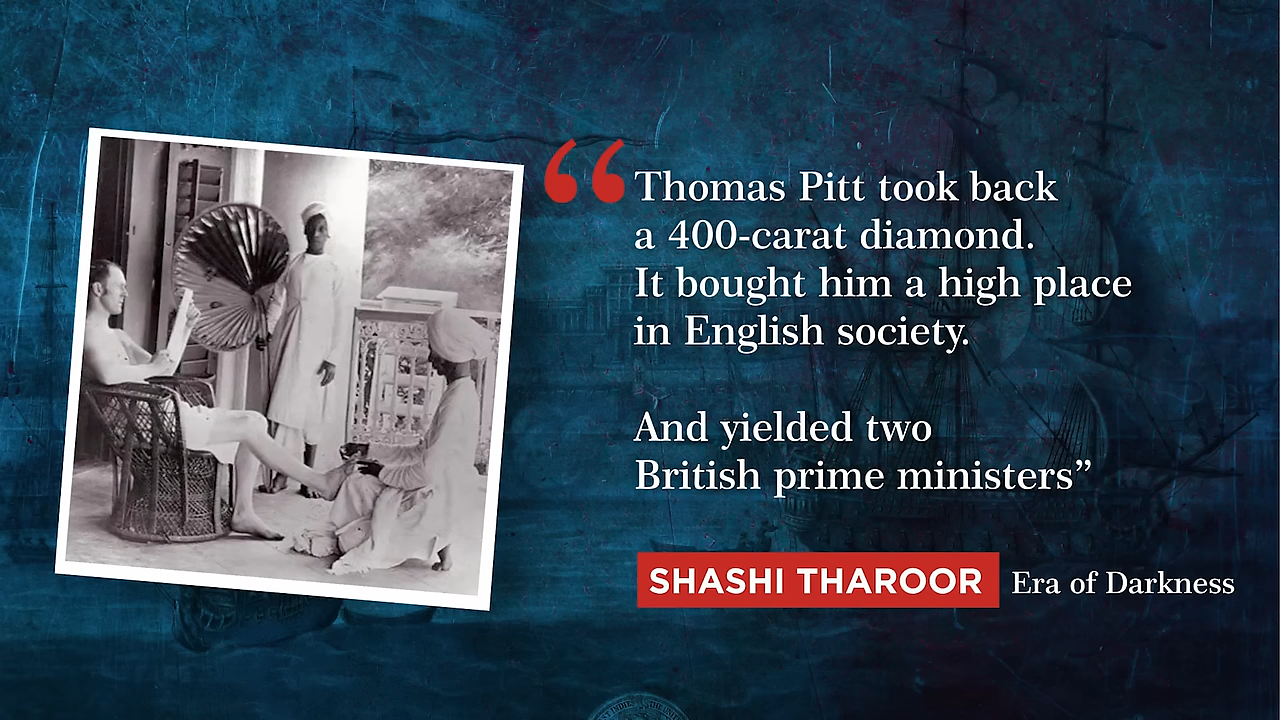 “Thomas Pitt took back
a 400-carat diamond.
It bought him a high place
in English society.
And yielded two
British prime ministers”
SHASHI THAROOR Era of Darkness